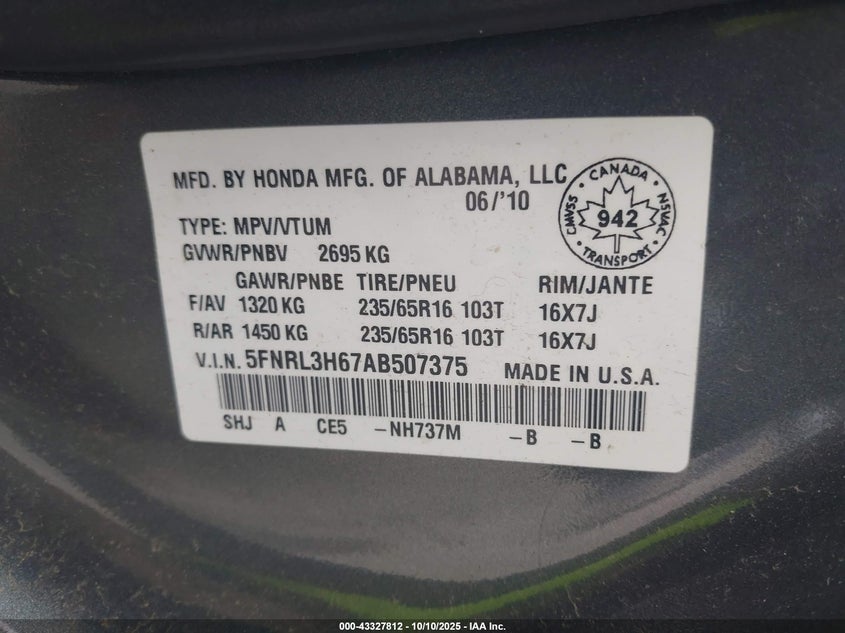 MFD. BY HONDA MFG. OF ALABAMA, LLC
06/'10
CANADA
CMVSS 942 NSVAC
TRANSPORT
TYPE: MPV/VTUM
GVWR/PNBV 2695 KG
GAWR/PNBE TIRE/PNEU RIM/JANTE
F/AV 1320 KG 235/65R16 103T 16X7J
R/AR 1450 KG 235/65R16 103T 16X7J
V.I.N. 5FNRL3H67AB507375 MADE IN U.S.A.
SHJ A CE5 -NH737M -B -B
000-43327812 - 10/10/2025 - IAA Inc.